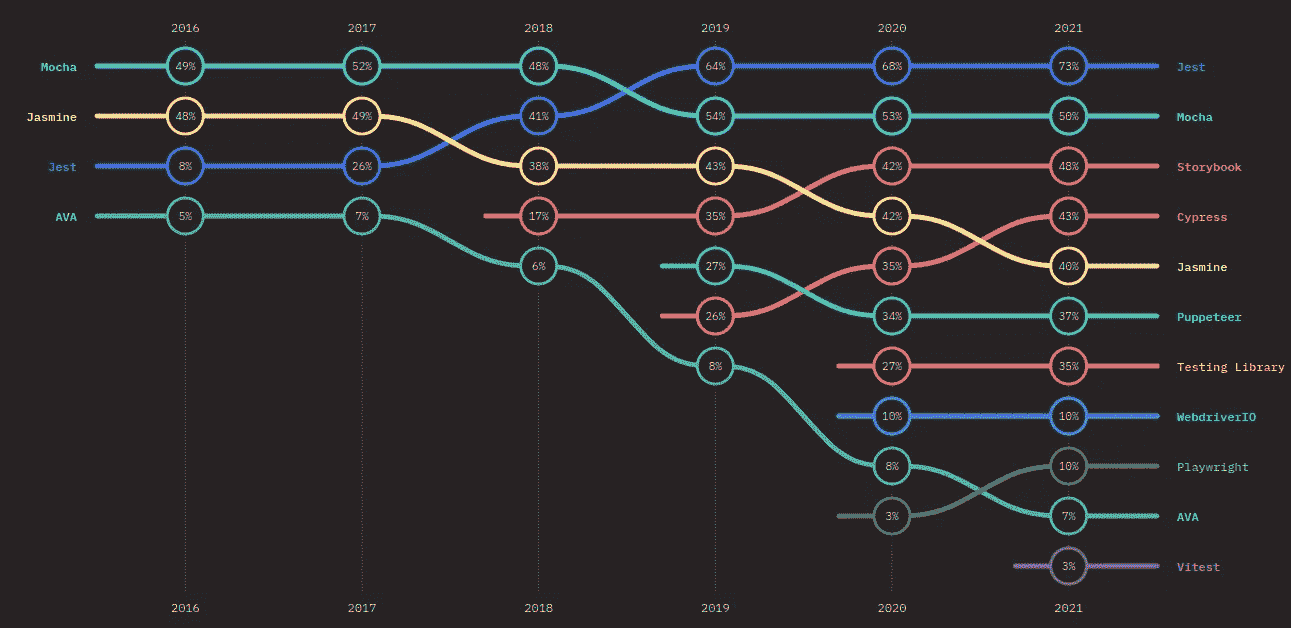 2016 2017 2018 2019 2020 2021
Mocha 49% 52% 48% 64% 68% 73% Jest
Jasmine 48% 49% 41% 54% 53% 50% Mocha
Jest 8% 26% 38% 43% 42% 48% Storybook
AVA 5% 7% 17% 35% 42% 43% Cypress
6% 27% 35% 40% Jasmine
26% 34% 37% Puppeteer
8% 27% 35% Testing Library
10% 10% WebdriverIO
8% 10% Playwright
3% 7% AVA
3% Vitest
2016 2017 2018 2019 2020 2021